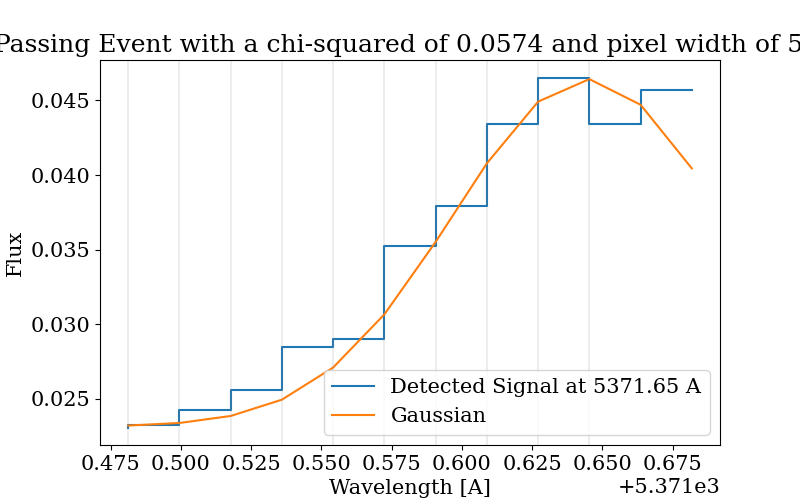 Passing Event with a chi-squared of 0.0574 and pixel width of 5
0.045
0.040
0.035
0.030
0.025
Flux
Detected Signal at 5371.65 A
Gaussian
0.475 0.500 0.525 0.550 0.575 0.600 0.625 0.650 0.675
Wavelength [A]
+5.371e3